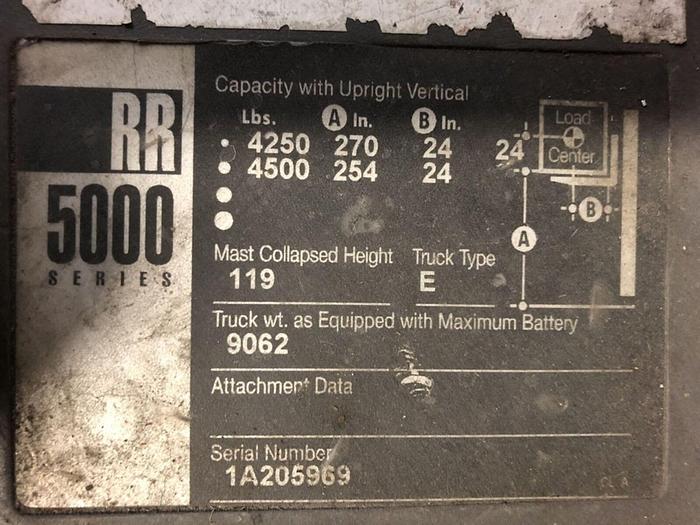 RR
5000
SERIES
Capacity with Upright Vertical
Lbs. A In. B In.
4250 270 24
4500 254 24
24
Load
Center
B
A
Mast Collapsed Height Truck Type
119 E
Truck wt. as Equipped with Maximum Battery
9062
Attachment Data
Serial Number
1A205969